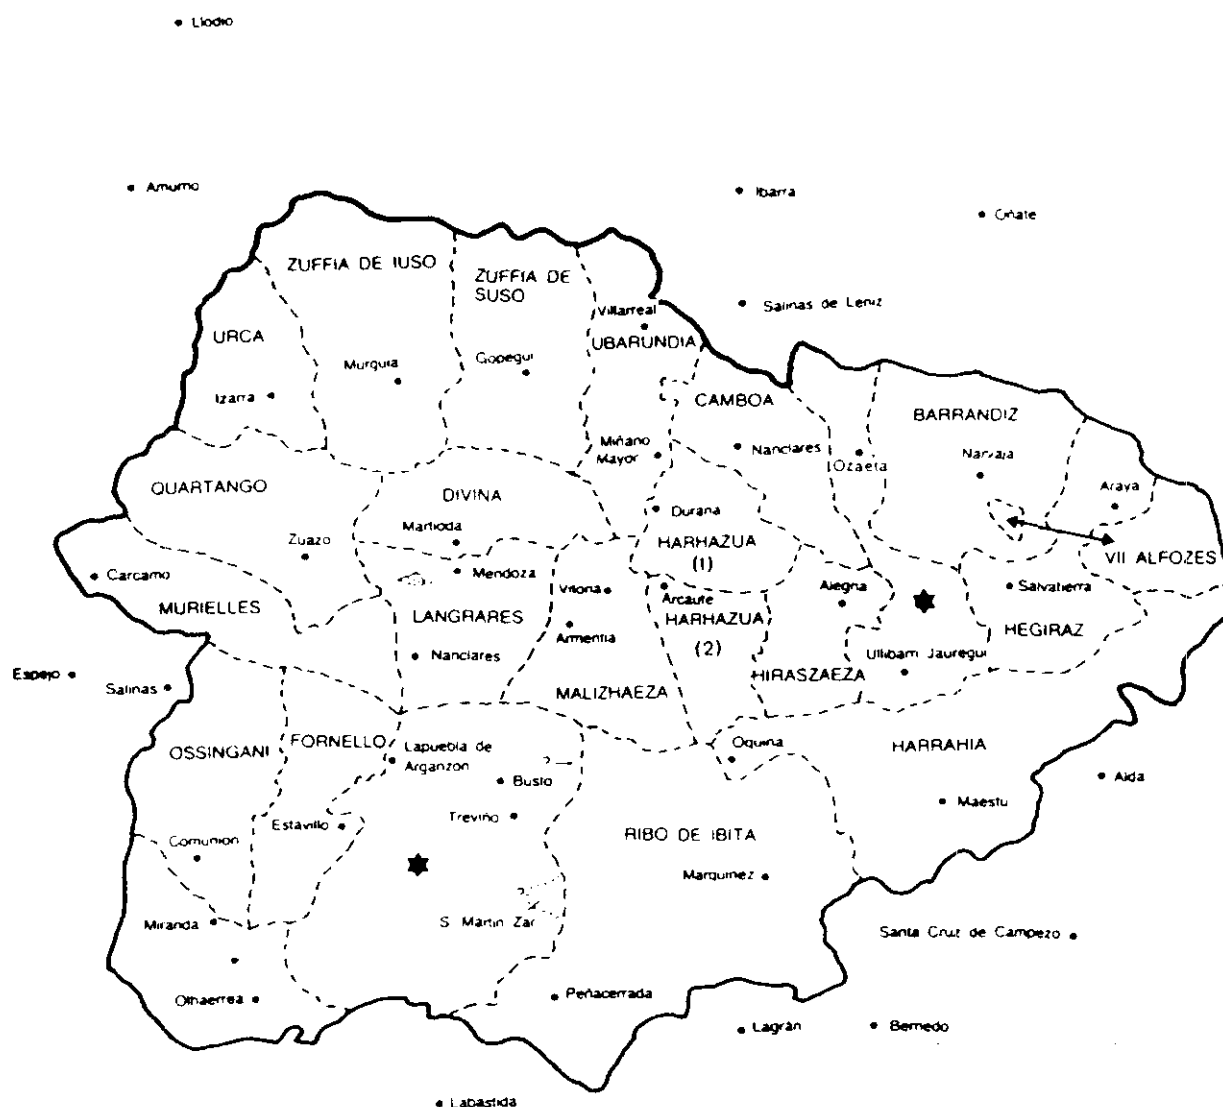 Llodio
Amurrio
Ibarra
Oñate
ZUFFIA DE IUSO
ZUFFIA DE
SUSO
Salinas de Leniz
Villarreal
URCA
UBARUNDIA
Murguia
Gopegui
Izarra
CAMBOA
BARRANDIZ
Miñano
Mayor
Nanclares
Ozaeta
Narvaja
QUARTANGO
DIVINA
Araya
Martioda
Durana
Zuazo
HARHAZUA
(1)
VII ALFOZES
Carcamo
Mendoza
Vitoria
Arcaute
Alegria
Salvatierra
MURIELLES
LANGRARES
HARHAZUA
(2)
Armentia
HEGIRAZ
Nanclares
Ullibarri Jauregui
Espejo
Salinas
MALIZHAEZA
HIRASZAEZA
OSSINGANI
FORNELLO
Lapuebla de
Arganzon
?
Oquina
HARRAHIA
Busto
Alda
Estavillo
Treviño
Maestu
Comunion
RIBO DE IBITA
Marquinez
?
Miranda
S. Martin Zar
Santa Cruz de Campezo
Olhaerrea
Peñacerrada
Lagrán
Bernedo
Labastida